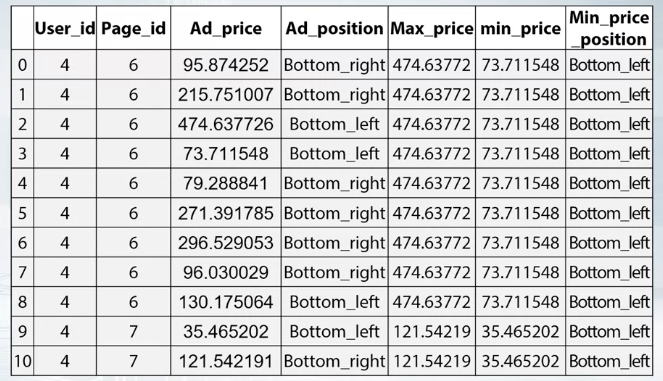 User_id Page_id Ad_price Ad_position Max_price min_price Min_price_position
0 4 6 95.874252 Bottom_right 474.63772 73.711548 Bottom_left
1 4 6 215.751007 Bottom_right 474.63772 73.711548 Bottom_left
2 4 6 474.637726 Bottom_left 474.63772 73.711548 Bottom_left
3 4 6 73.711548 Bottom_left 474.63772 73.711548 Bottom_left
4 4 6 79.288841 Bottom_right 474.63772 73.711548 Bottom_left
5 4 6 271.391785 Bottom_right 474.63772 73.711548 Bottom_left
6 4 6 296.529053 Bottom_right 474.63772 73.711548 Bottom_left
7 4 6 96.030029 Bottom_right 474.63772 73.711548 Bottom_left
8 4 6 130.175064 Bottom_left 474.63772 73.711548 Bottom_left
9 4 7 35.465202 Bottom_left 121.54219 35.465202 Bottom_left
10 4 7 121.542191 Bottom_right 121.54219 35.465202 Bottom_left